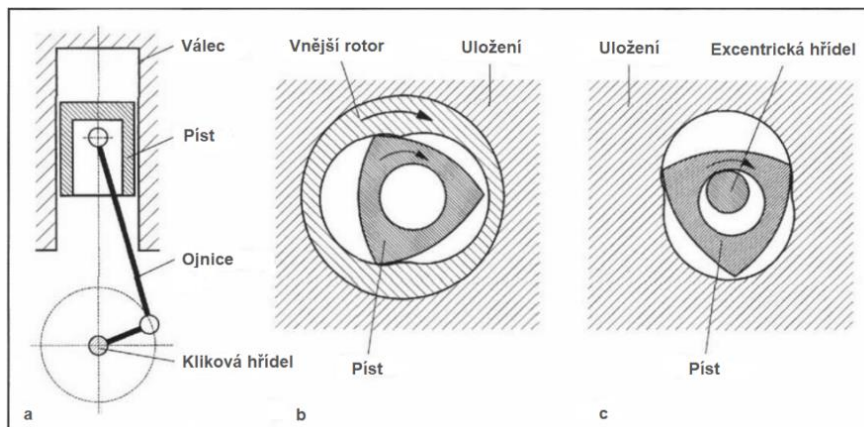 Válec
Píst
Ojnice
Kliková hřídel
a
Vnější rotor
Uložení
Píst
b
Uložení
Excentrická hřídel
Píst
c